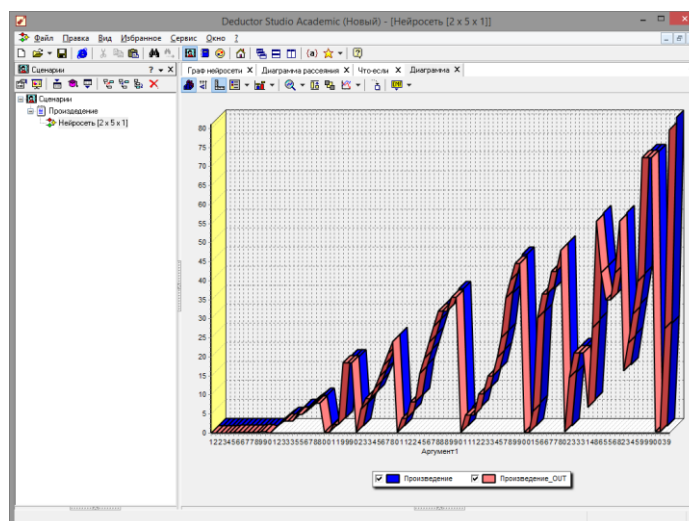 Deductor Studio Academic (Новый) - [Нейросеть [2 x 5 x 1]]
Файл Правка Вид Избранное Сервис Окно ?
Сценарии
Граф нейросети X Диаграмма рассеяния X Что-если X Диаграмма X
Сценарии
Произведение
Нейросеть [2 x 5 x 1]
80
75
70
65
60
55
50
45
40
35
30
25
20
15
10
5
0
Аргумент1
Произведение Произведение_OUT